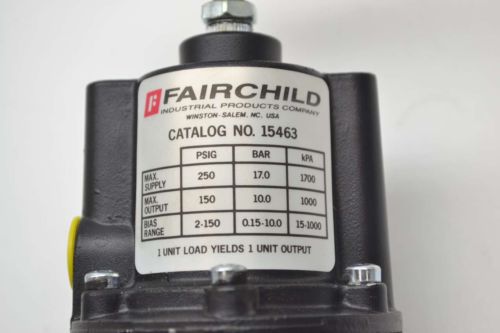 FAIRCHILD
INDUSTRIAL PRODUCTS COMPANY
WINSTON-SALEM, NC, USA
CATALOG NO. 15463
PSIG BAR kPA
MAX. SUPPLY 250 17.0 1700
MAX. OUTPUT 150 10.0 1000
BIAS RANGE 2-150 0.15-10.0 15-1000
1 UNIT LOAD YIELDS 1 UNIT OUTPUT